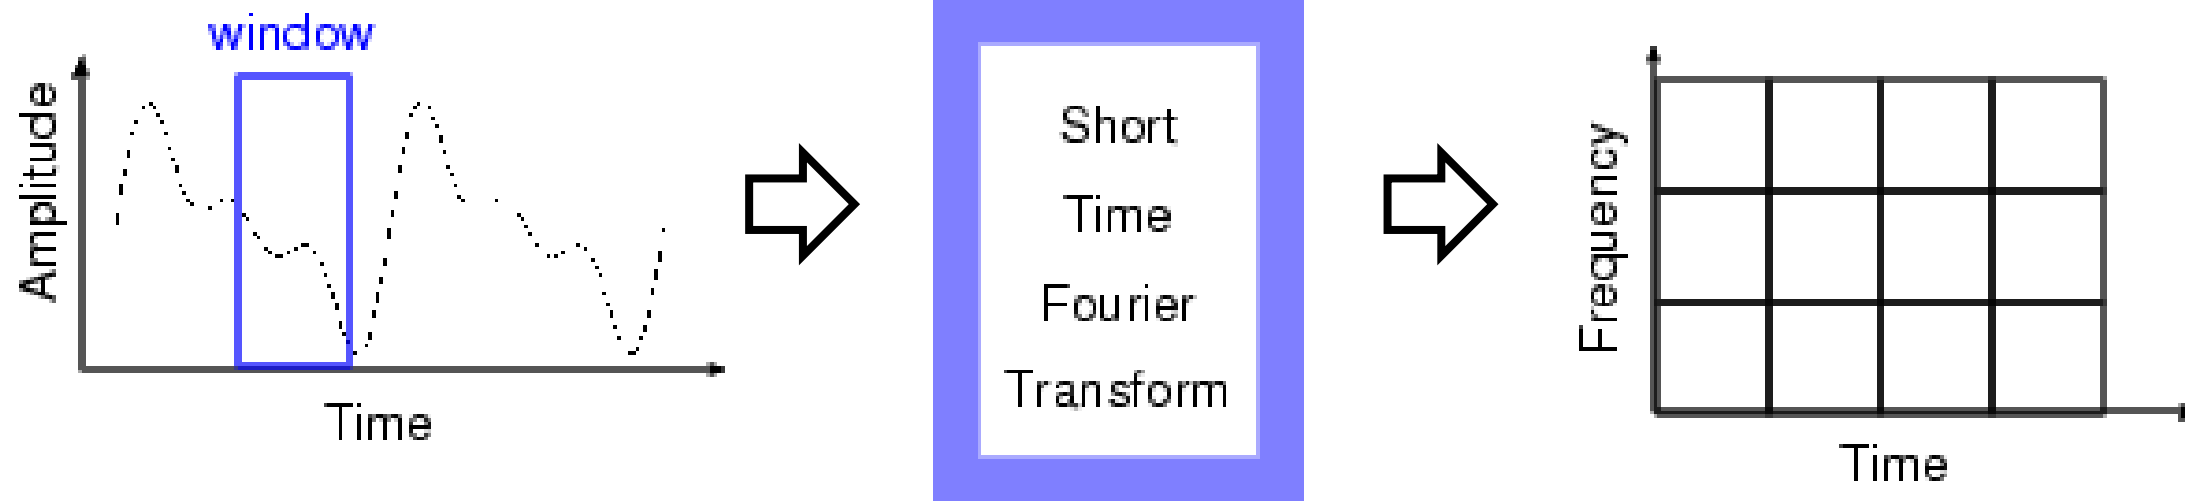 window
Amplitude
Time
Short
Time
Fourier
Transform
Frequency
Time